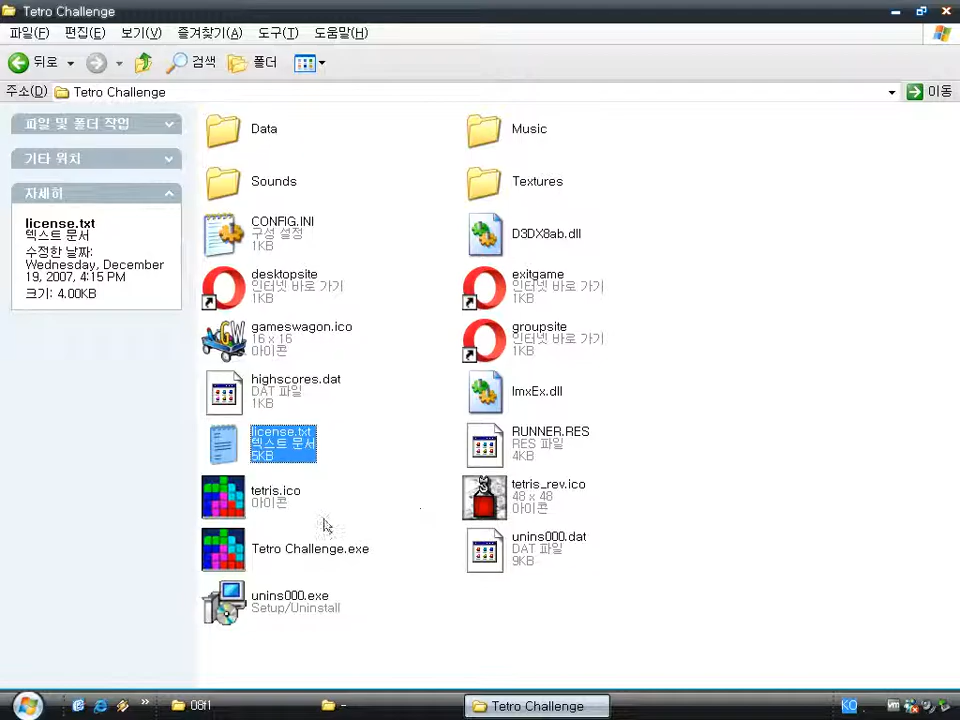 Tetro Challenge
파일(F) 편집(E) 보기(V) 즐겨찾기(A) 도구(T) 도움말(H)
뒤로 검색 폴더
주소(D) Tetro Challenge 이동
파일 및 폴더 작업
기타 위치
자세히
license.txt
텍스트 문서
수정한 날짜:
Wednesday, December
19, 2007, 4:15 PM
크기: 4.00KB
Data
Music
Sounds
Textures
CONFIG.INI
구성 설정
1KB
D3DX8ab.dll
desktopsite
인터넷 바로 가기
1KB
exitgame
인터넷 바로 가기
1KB
gameswagon.ico
16 x 16
아이콘
groupsite
인터넷 바로 가기
1KB
highscores.dat
DAT 파일
1KB
ImxEx.dll
license.txt
텍스트 문서
5KB
RUNNER.RES
RES 파일
4KB
tetris.ico
아이콘
tetris_rev.ico
48 x 48
아이콘
Tetro Challenge.exe
unins000.dat
DAT 파일
9KB
unins000.exe
Setup/Uninstall
08f1 - Tetro Challenge KO